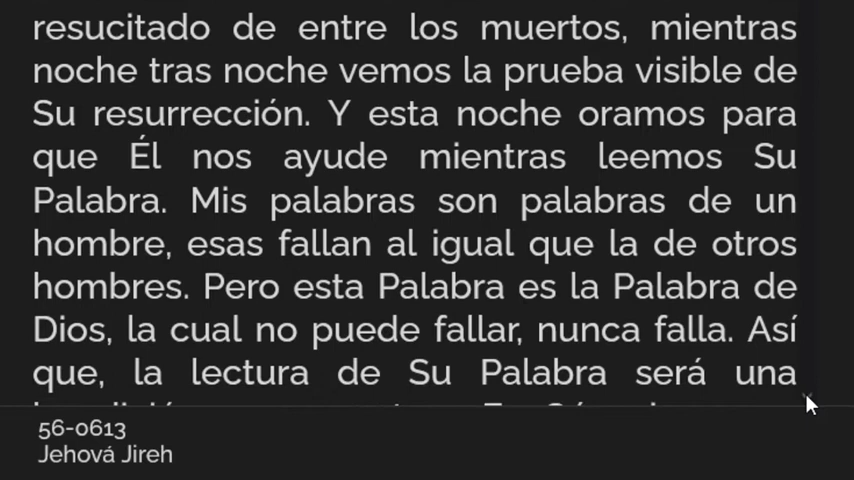 resucitado de entre los muertos, mientras
noche tras noche vemos la prueba visible de
Su resurrección. Y esta noche oramos para
que Él nos ayude mientras leemos Su
Palabra. Mis palabras son palabras de un
hombre, esas fallan al igual que la de otros
hombres. Pero esta Palabra es la Palabra de
Dios, la cual no puede fallar, nunca falla. Así
que, la lectura de Su Palabra será una
56-0613
Jehová Jireh